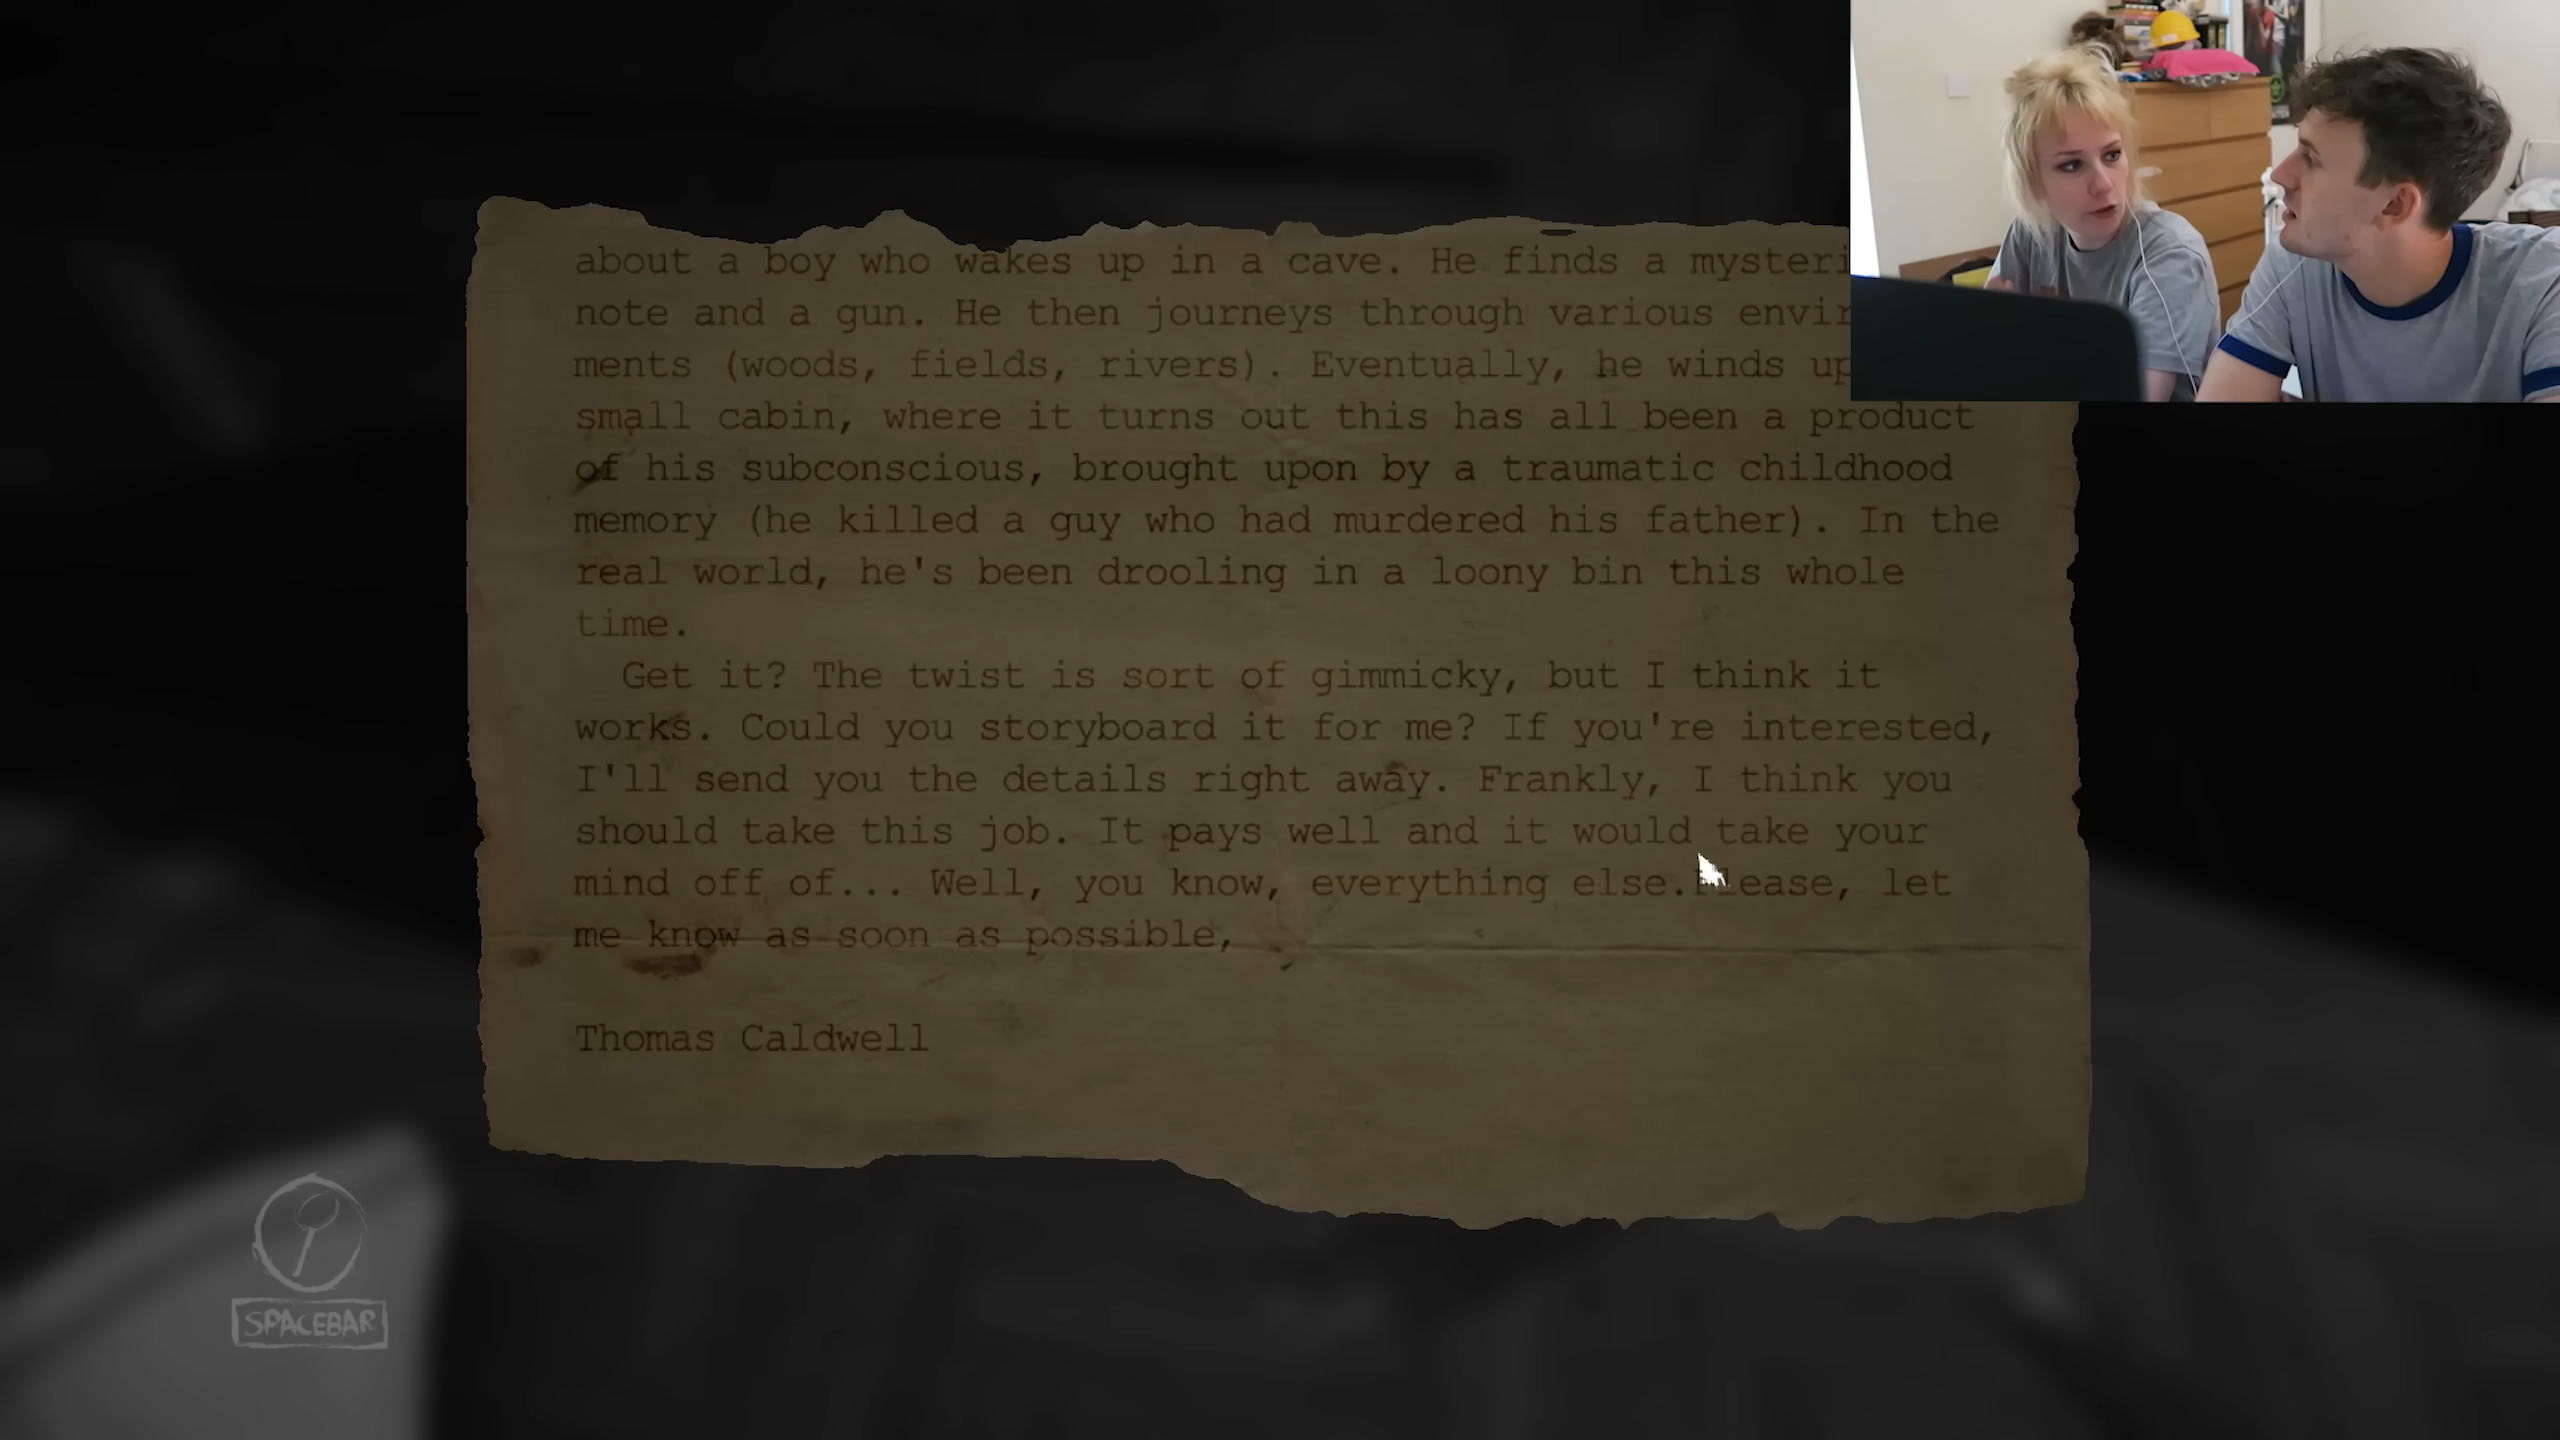 about a boy who wakes up in a cave. He finds a mysteri
note and a gun. He then journeys through various envir
ments (woods, fields, rivers). Eventually, he winds up
small cabin, where it turns out this has all been a product
of his subconscious, brought upon by a traumatic childhood
memory (he killed a guy who had murdered his father). In the
real world, he's been drooling in a loony bin this whole
time.
Get it? The twist is sort of gimmicky, but I think it
works. Could you storyboard it for me? If you're interested,
I'll send you the details right away. Frankly, I think you
should take this job. It pays well and it would take your
mind off of... Well, you know, everything else.Please, let
me know as soon as possible,
Thomas Caldwell
SPACEBAR